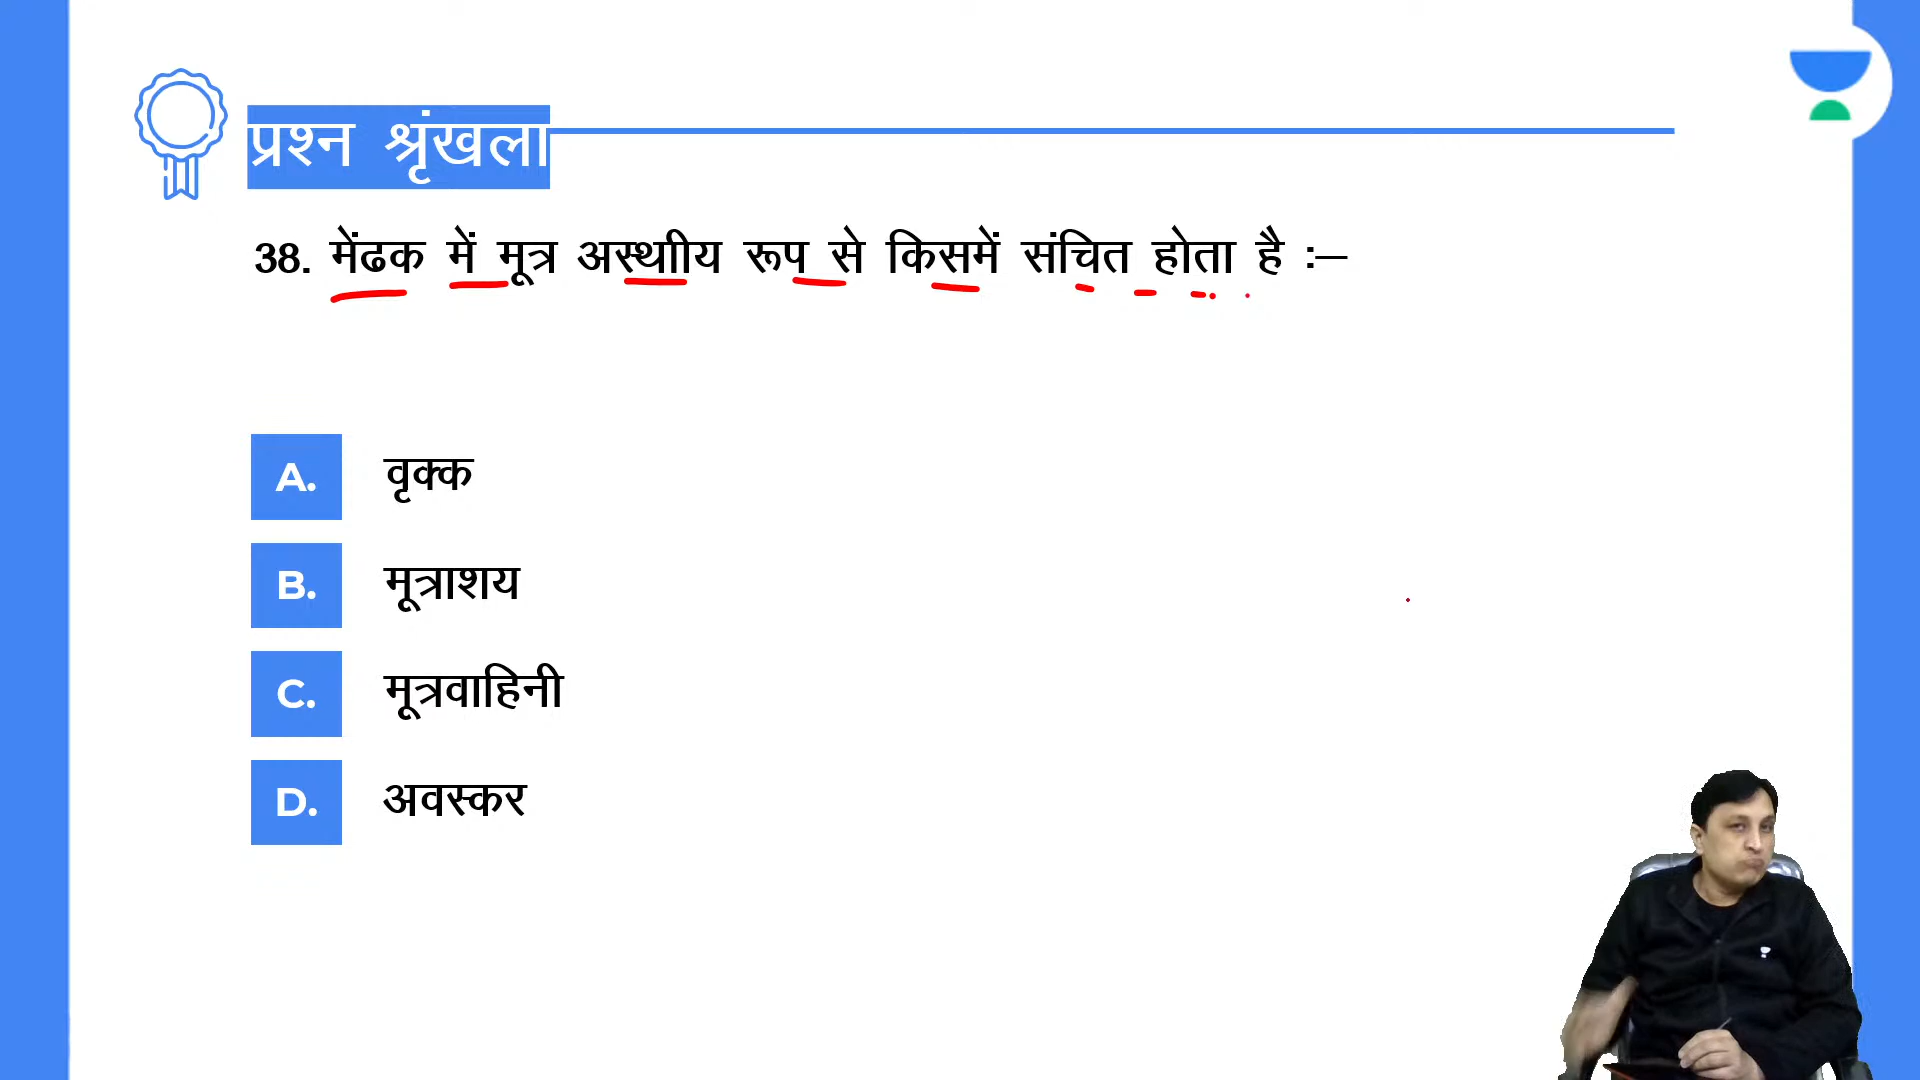 प्रश्न श्रृंखला
38. मेंढक में मूत्र अस्थाीय रूप से किसमें संचित होता है :–
A. वृक्क
B. मूत्राशय
C. मूत्रवाहिनी
D. अवस्कर